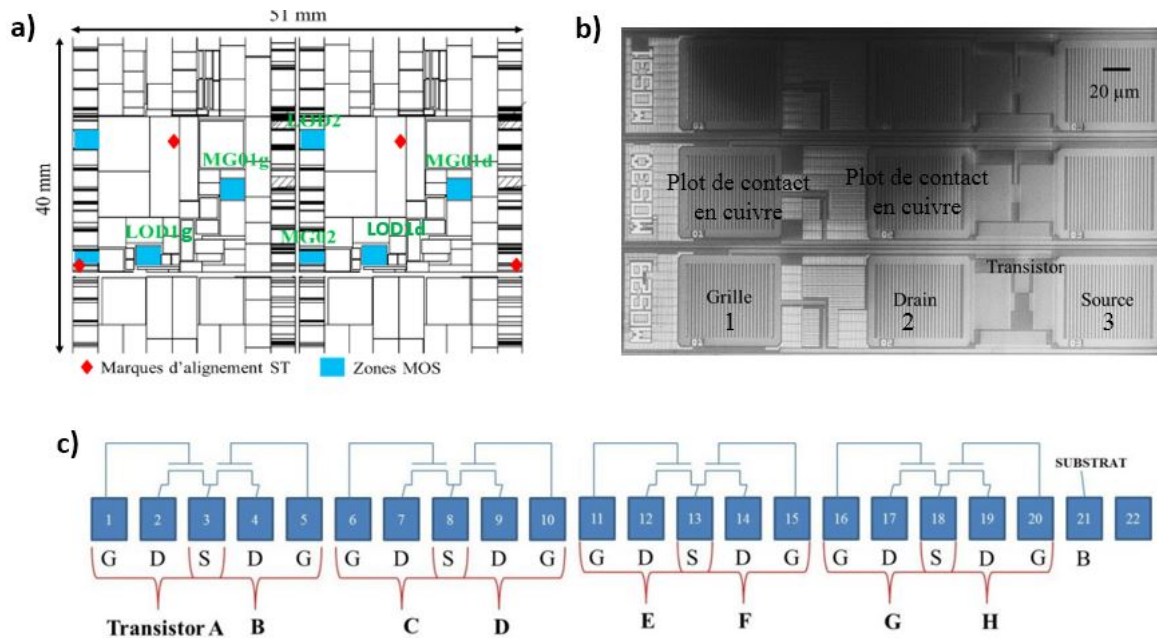 a)
51 mm
40 mm
LOD2
MG01g
MG01d
LOD1g
MG02
LOD1d
Marques d'alignement ST
Zones MOS
b)
MOS31
20 µm
MOS30
Plot de contact
en cuivre
Plot de contact
en cuivre
MOS29
Grille
1
Drain
2
Transistor
Source
3
c)
SUBSTRAT
1 2 3 4 5 6 7 8 9 10 11 12 13 14 15 16 17 18 19 20 21 22
G D S D G G D S D G G D S D G G D S D G B
Transistor A B C D E F G H